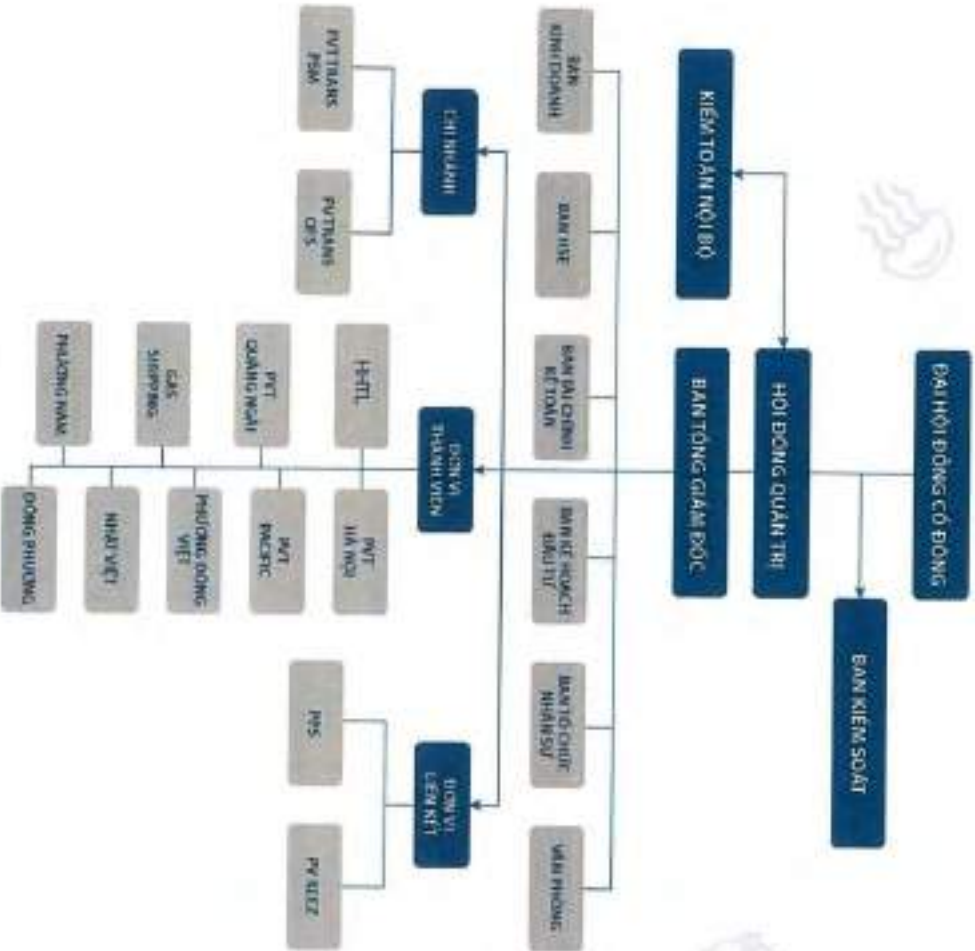 ĐẠI HỘI ĐỒNG CỔ ĐÔNG
BAN KIỂM SOÁT
HỘI ĐỒNG QUẢN TRỊ
KIỂM TOÁN NỘI BỘ
BAN TỔNG GIÁM ĐỐC
BAN
KINH DOANH
BAN HSE
BAN TÀI CHÍNH
KẾ TOÁN
BAN KẾ HOẠCH
ĐẦU TƯ
BAN TỔ CHỨC
NHÂN SỰ
VĂN PHÒNG
CHI NHÁNH
ĐƠN VỊ
THÀNH VIÊN
ĐƠN VỊ
LIÊN KẾT
PVTRANS
PSM
PVTRANS
OFS
HHTL
PVT
HÀ NỘI
PVT
QUẢNG NGÃI
PVT
PACIFIC
GAS
SHIPPING
PHƯƠNG ĐÔNG
VIỆT
PHƯƠNG NAM
NHẬT VIỆT
ĐÔNG PHƯƠNG
PPS
PV KEEZ